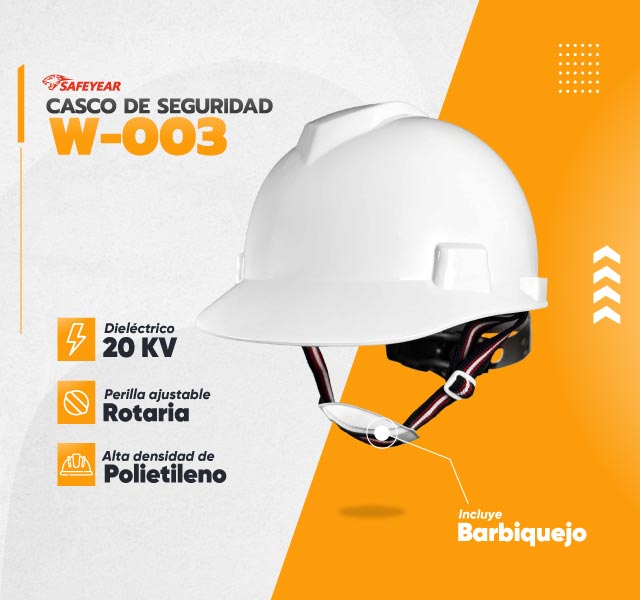 SAFEYEAR
CASCO DE SEGURIDAD
W-003
Dieléctrico
20 KV
Perilla ajustable
Rotaria
Alta densidad de
Polietileno
Incluye
Barbiquejo